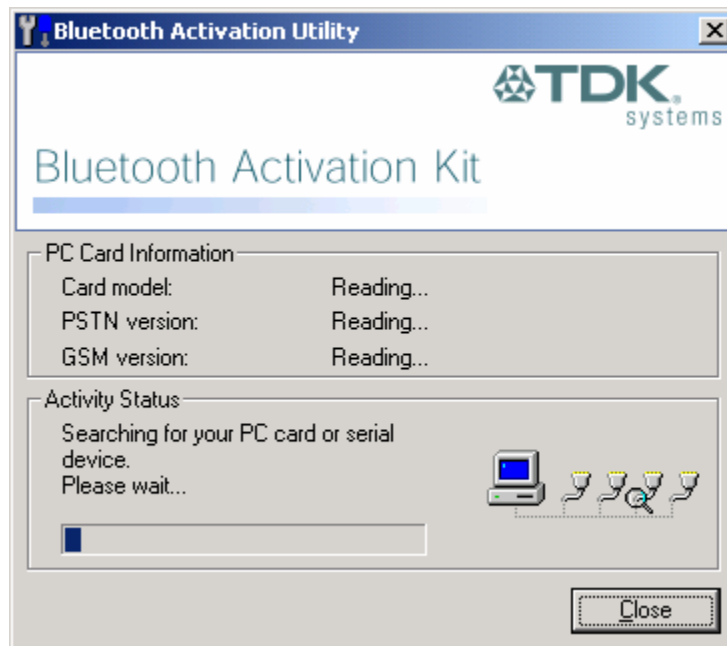 Bluetooth Activation Utility
TDK®
systems
Bluetooth Activation Kit
PC Card Information
Card model: Reading...
PSTN version: Reading...
GSM version: Reading...
Activity Status
Searching for your PC card or serial
device.
Please wait...
Close